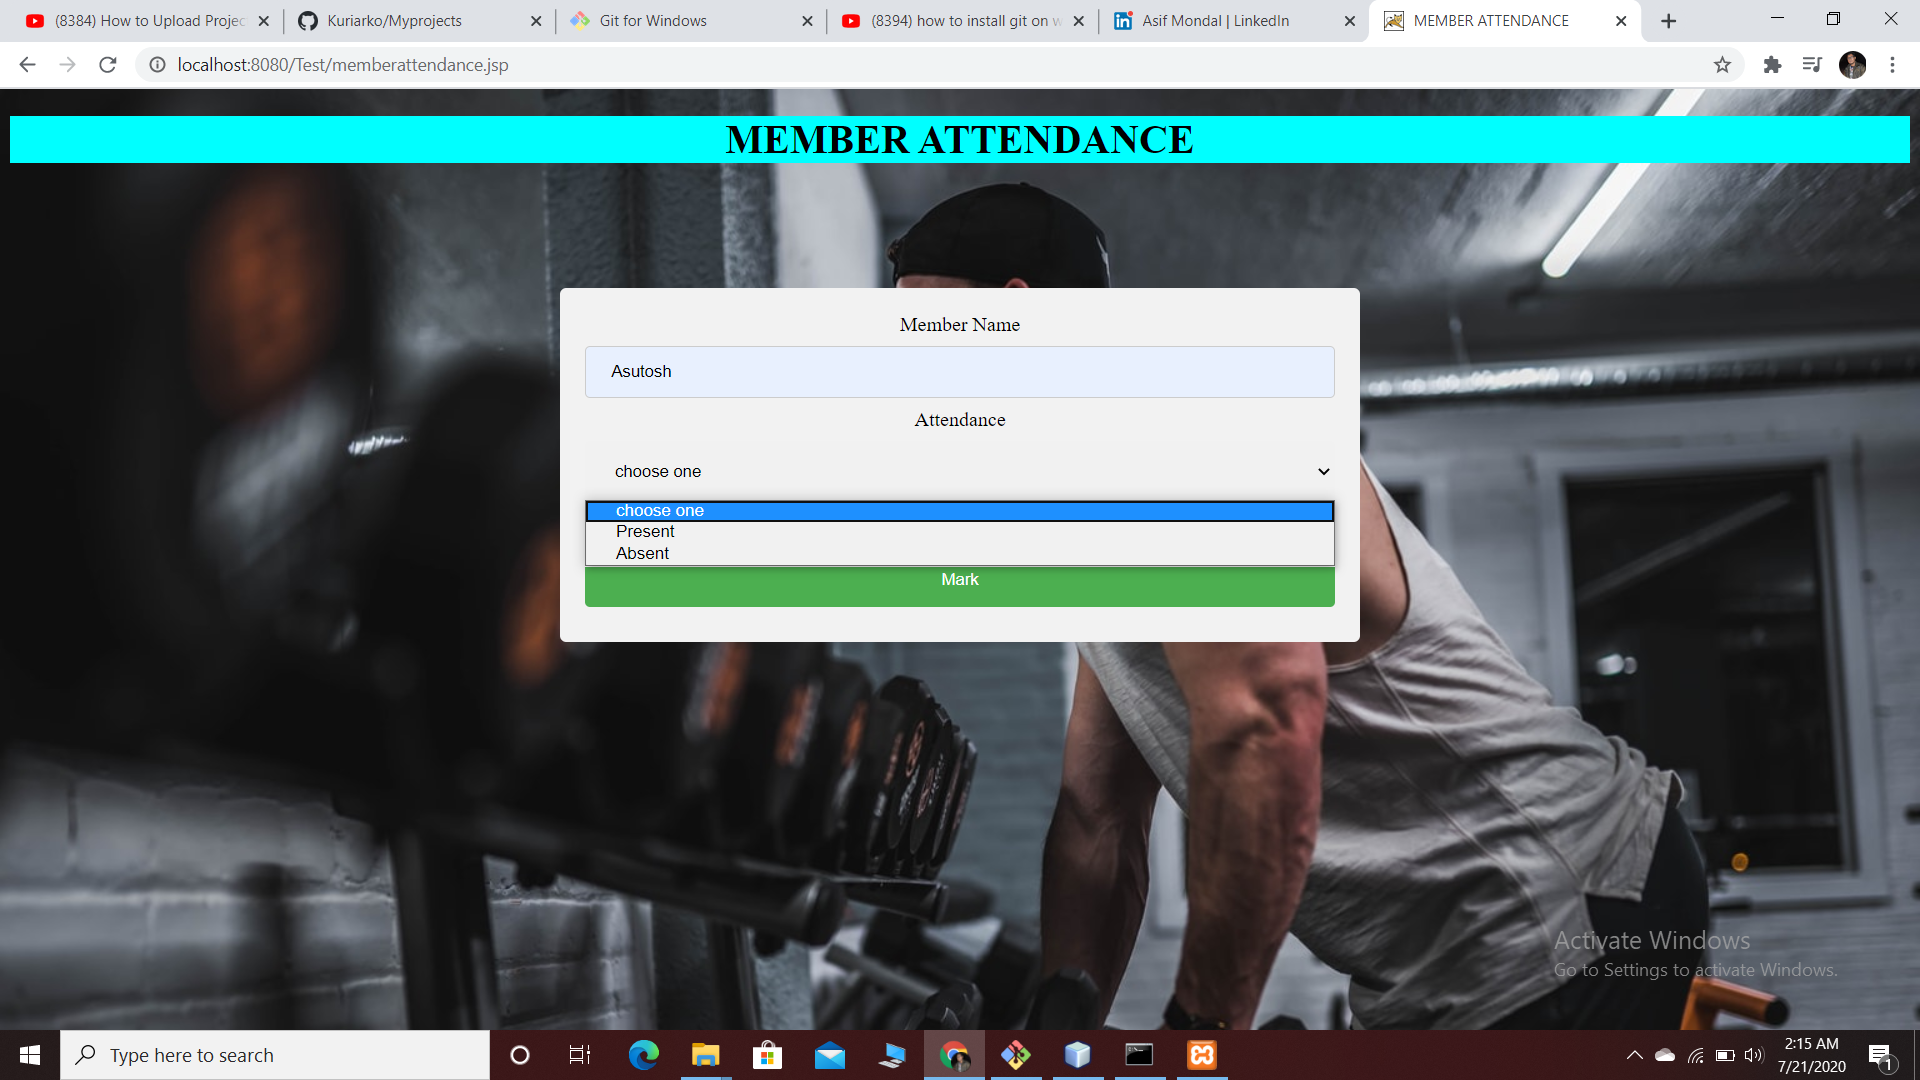 (8384) How to Upload Projec
Kuriarko/Myprojects
Git for Windows
(8394) how to install git on w
Asif Mondal | LinkedIn
MEMBER ATTENDANCE
localhost:8080/Test/memberattendance.jsp
MEMBER ATTENDANCE
Member Name
Asutosh
Attendance
choose one
choose one
Present
Absent
Mark
Activate Windows
Go to Settings to activate Windows.
Type here to search
2:15 AM
7/21/2020
1